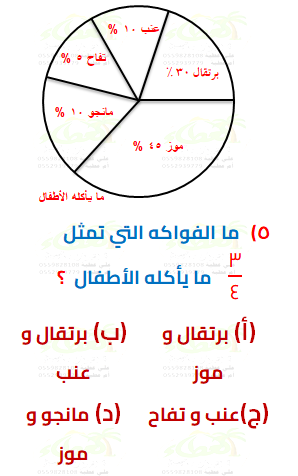 عنب ١٠ %
تفاح ٥ %
برتقال ٣٠ ٪
مانجو ١٠ %
موز ٤٥ %
ما يأكله الأطفال
٥) ما الفواكه التي تمثل
٣
٤
ما يأكله الأطفال ؟
(أ) برتقال و
موز
(ب) برتقال و
عنب
(ج) عنب و تفاح
(د) مانجو و
موز